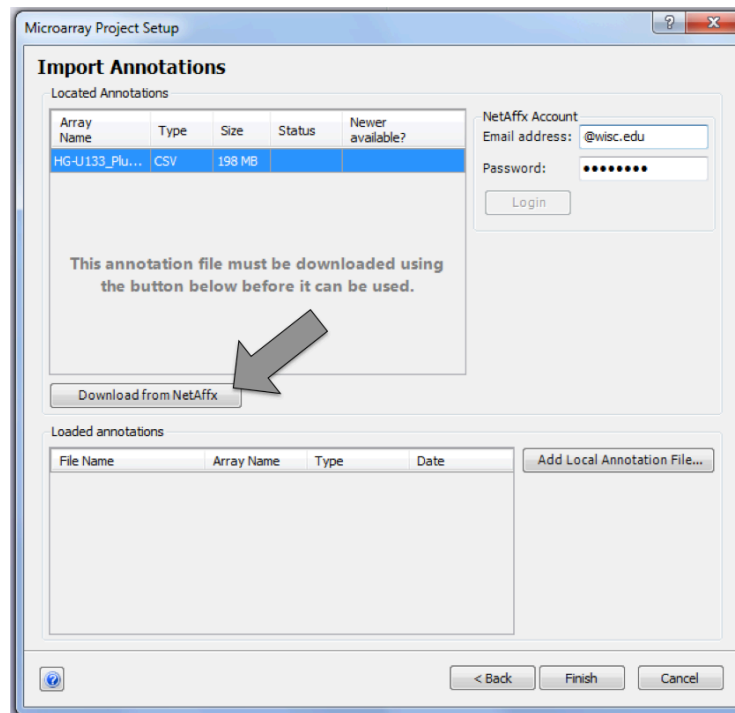 Microarray Project Setup
Import Annotations
Located Annotations
Array Name Type Size Status Newer available?
HG-U133_Plu... CSV 198 MB
This annotation file must be downloaded using
the button below before it can be used.
Download from NetAffx
NetAffx Account
Email address: @wisc.edu
Password: ●●●●●●●●
Login
Loaded annotations
File Name Array Name Type Date
Add Local Annotation File...
< Back Finish Cancel